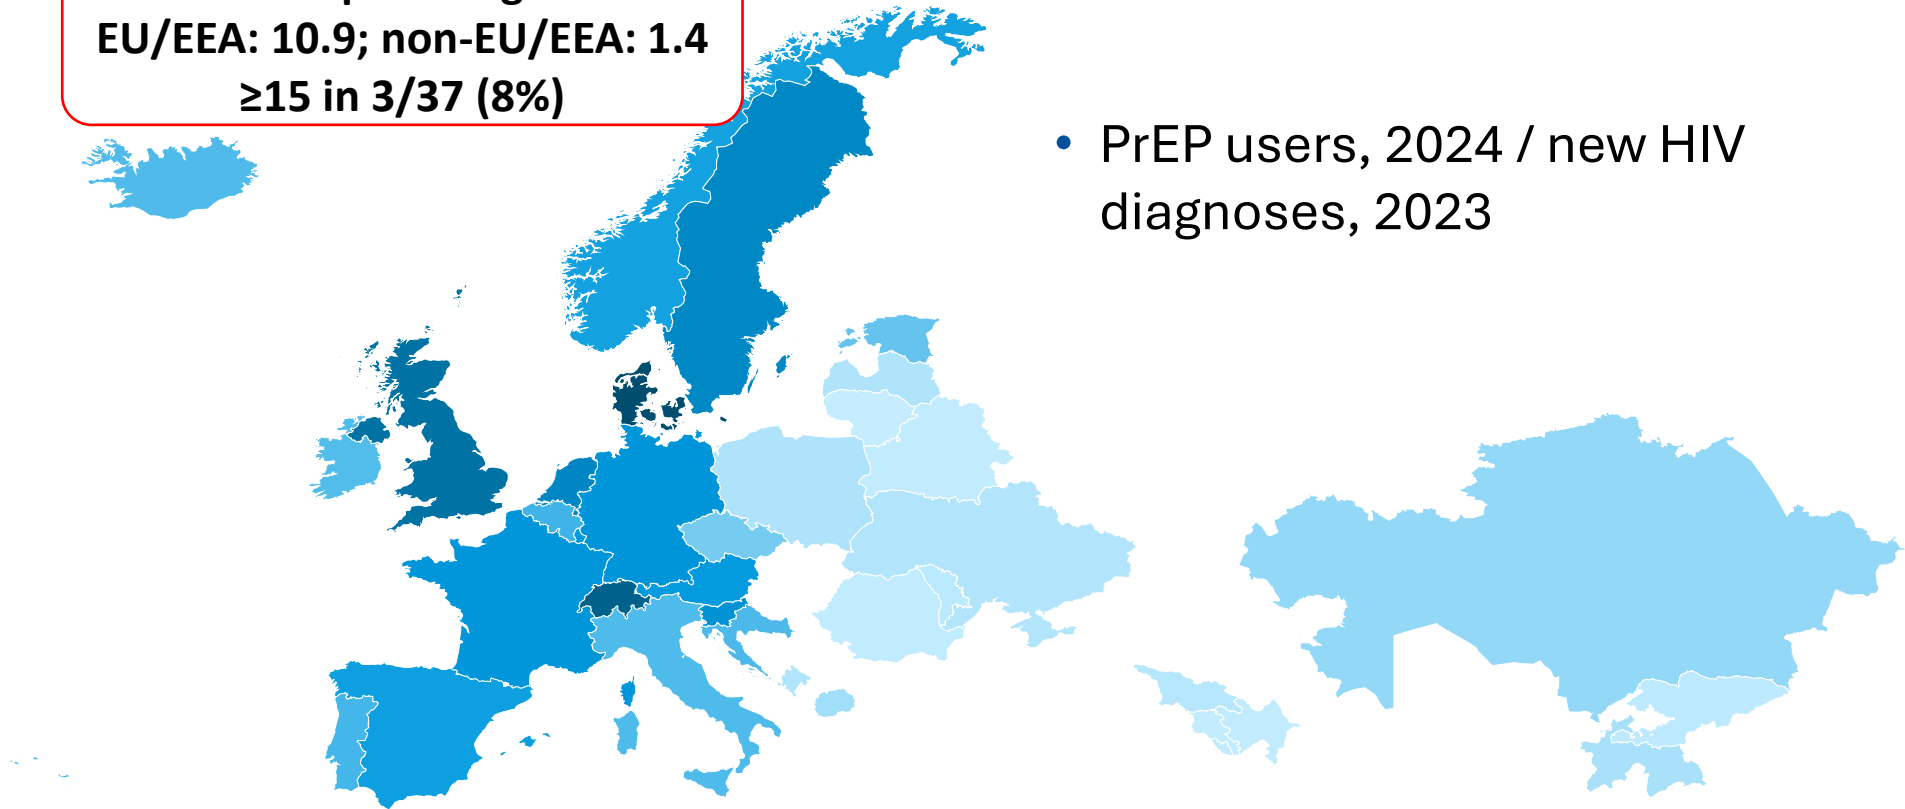 EU/EEA: 10.9; non-EU/EEA: 1.4
≥15 in 3/37 (8%)
• PrEP users, 2024 / new HIV
diagnoses, 2023